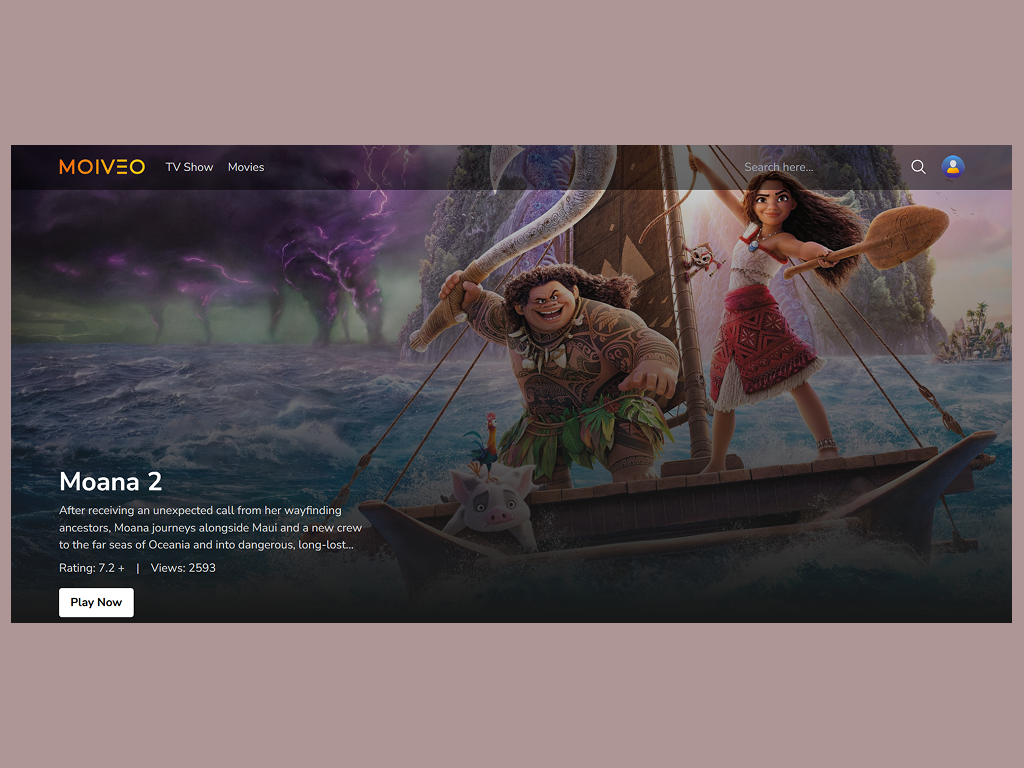 MOIVEO TV Show Movies Search here...
Moana 2
After receiving an unexpected call from her wayfinding
ancestors, Moana journeys alongside Maui and a new crew
to the far seas of Oceania and into dangerous, long-lost...
Rating: 7.2 + | Views: 2593
Play Now